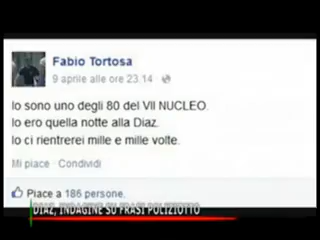 Fabio Tortosa
9 aprile alle ore 23.14
Io sono uno degli 80 del VII NUCLEO.
Io ero quella notte alla Diaz.
Io ci rientrerei mille e mille volte.
Mi piace · Condividi
Piace a 186 persone.
DIAZ, INDAGINE SU FRASI POLIZIOTTO